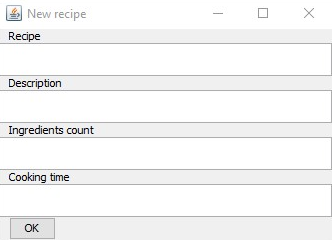 New recipe
Recipe
Description
Ingredients count
Cooking time
OK